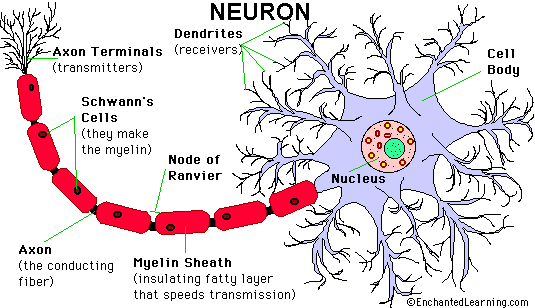 NEURON
Dendrites
(receivers)
Axon Terminals
(transmitters)
Cell
Body
Schwann's
Cells
(they make
the myelin)
Node of
Ranvier
Nucleus
Axon
(the conducting
fiber)
Myelin Sheath
(insulating fatty layer
that speeds transmission)
©EnchantedLearning.com